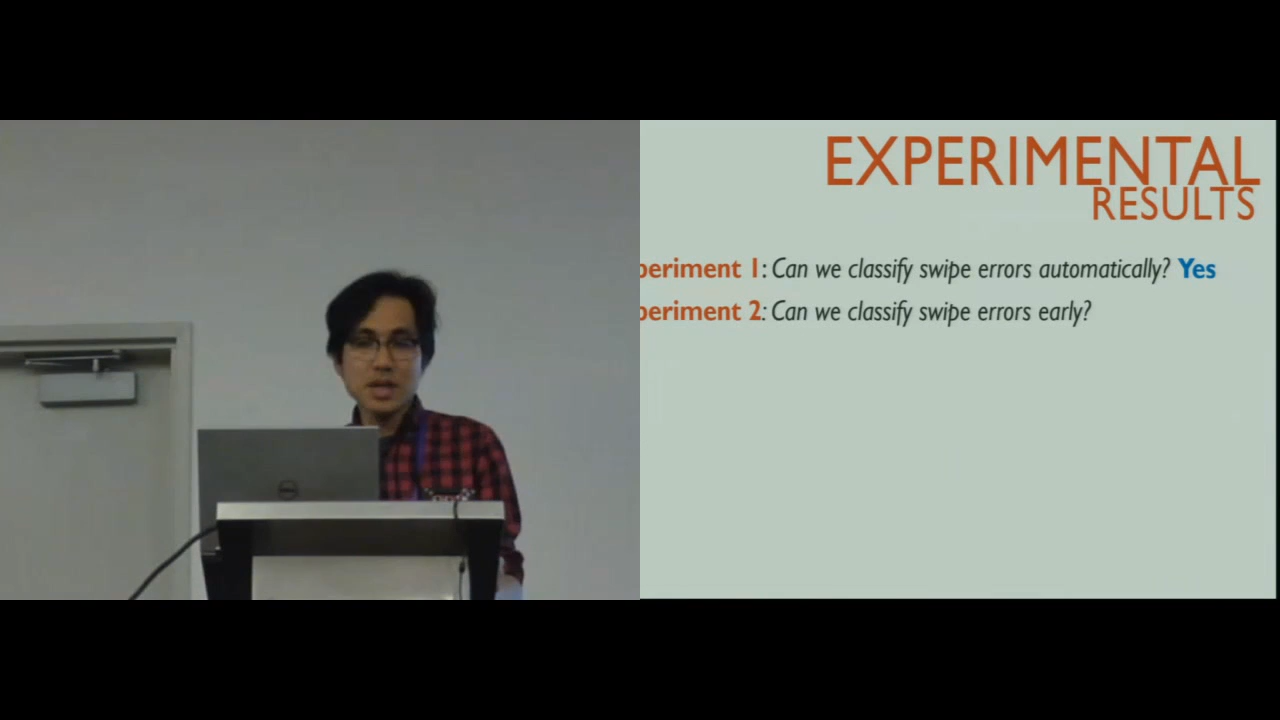 EXPERIMENTAL
RESULTS
periment 1: Can we classify swipe errors automatically? Yes
periment 2: Can we classify swipe errors early?
DELL